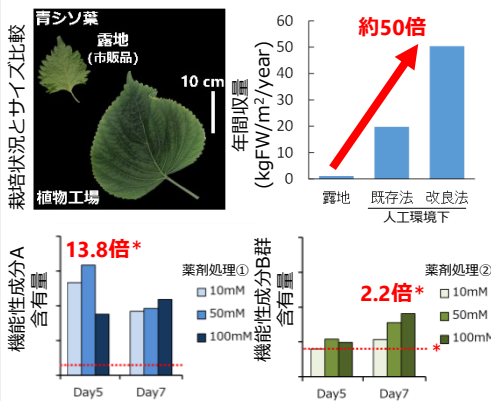 栽培状況とサイズ比較
青シソ葉
露地
(市販品)
10 cm
植物工場
年間収量
(kgFW/m²/year)
60
50
40
30
20
10
0
約50倍
露地
既存法
改良法
人工環境下
機能性成分A
含有量
13.8倍*
薬剤処理①
10mM
50mM
100mM
Day5
Day7
機能性成分B群
含有量
2.2倍*
薬剤処理②
10mM
50mM
100mM
*
Day5
Day7